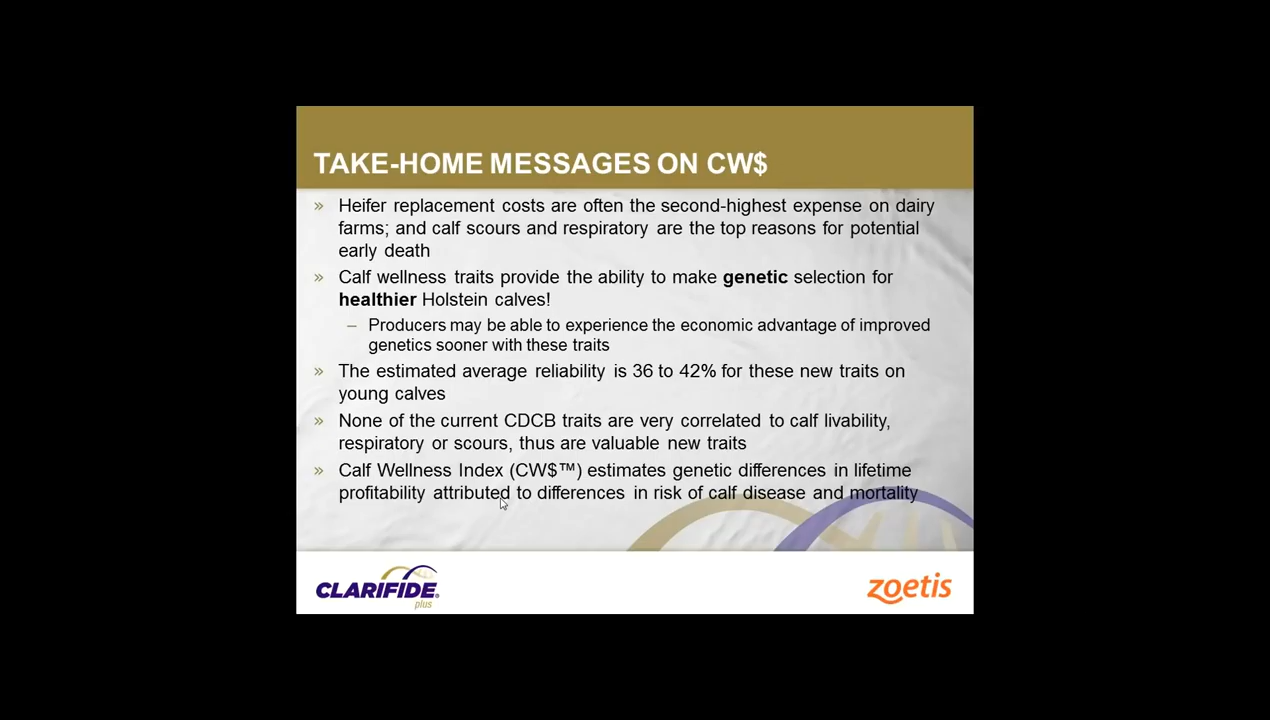 TAKE-HOME MESSAGES ON CW$
» Heifer replacement costs are often the second-highest expense on dairy
farms; and calf scours and respiratory are the top reasons for potential
early death
» Calf wellness traits provide the ability to make genetic selection for
healthier Holstein calves!
– Producers may be able to experience the economic advantage of improved
genetics sooner with these traits
» The estimated average reliability is 36 to 42% for these new traits on
young calves
» None of the current CDCB traits are very correlated to calf livability,
respiratory or scours, thus are valuable new traits
» Calf Wellness Index (CW$™) estimates genetic differences in lifetime
profitability attributed to differences in risk of calf disease and mortality
CLARIFIDE®
plus
zoetis